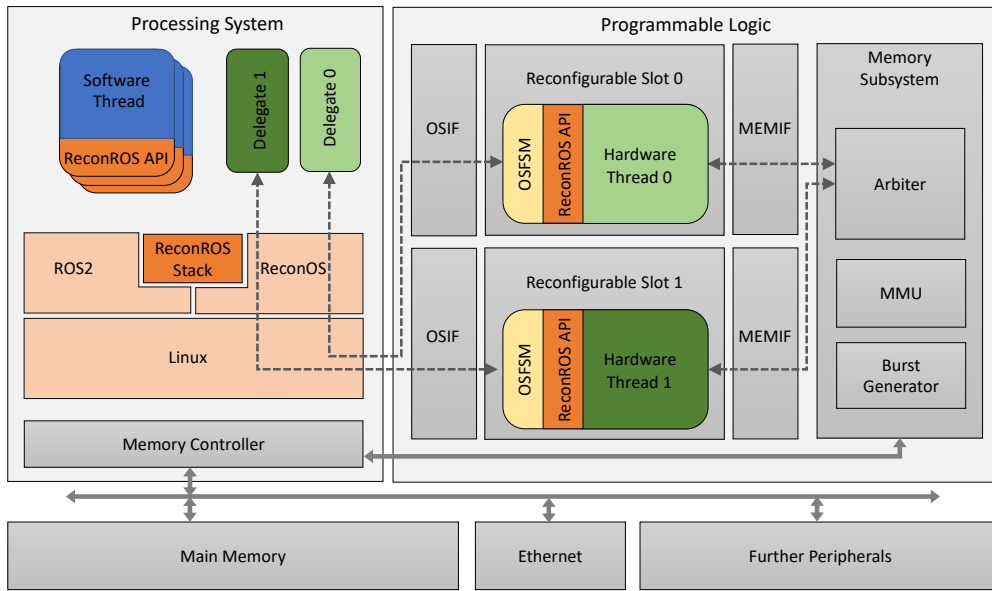 Processing System
Software
Thread
ReconROS API
Delegate 1
Delegate 0
ROS2
ReconROS
Stack
ReconOS
Linux
Memory Controller
Programmable Logic
OSIF
Reconfigurable Slot 0
OSFSM
ReconROS API
Hardware
Thread 0
MEMIF
OSIF
Reconfigurable Slot 1
OSFSM
ReconROS API
Hardware
Thread 1
MEMIF
Memory
Subsystem
Arbiter
MMU
Burst
Generator
Main Memory
Ethernet
Further Peripherals